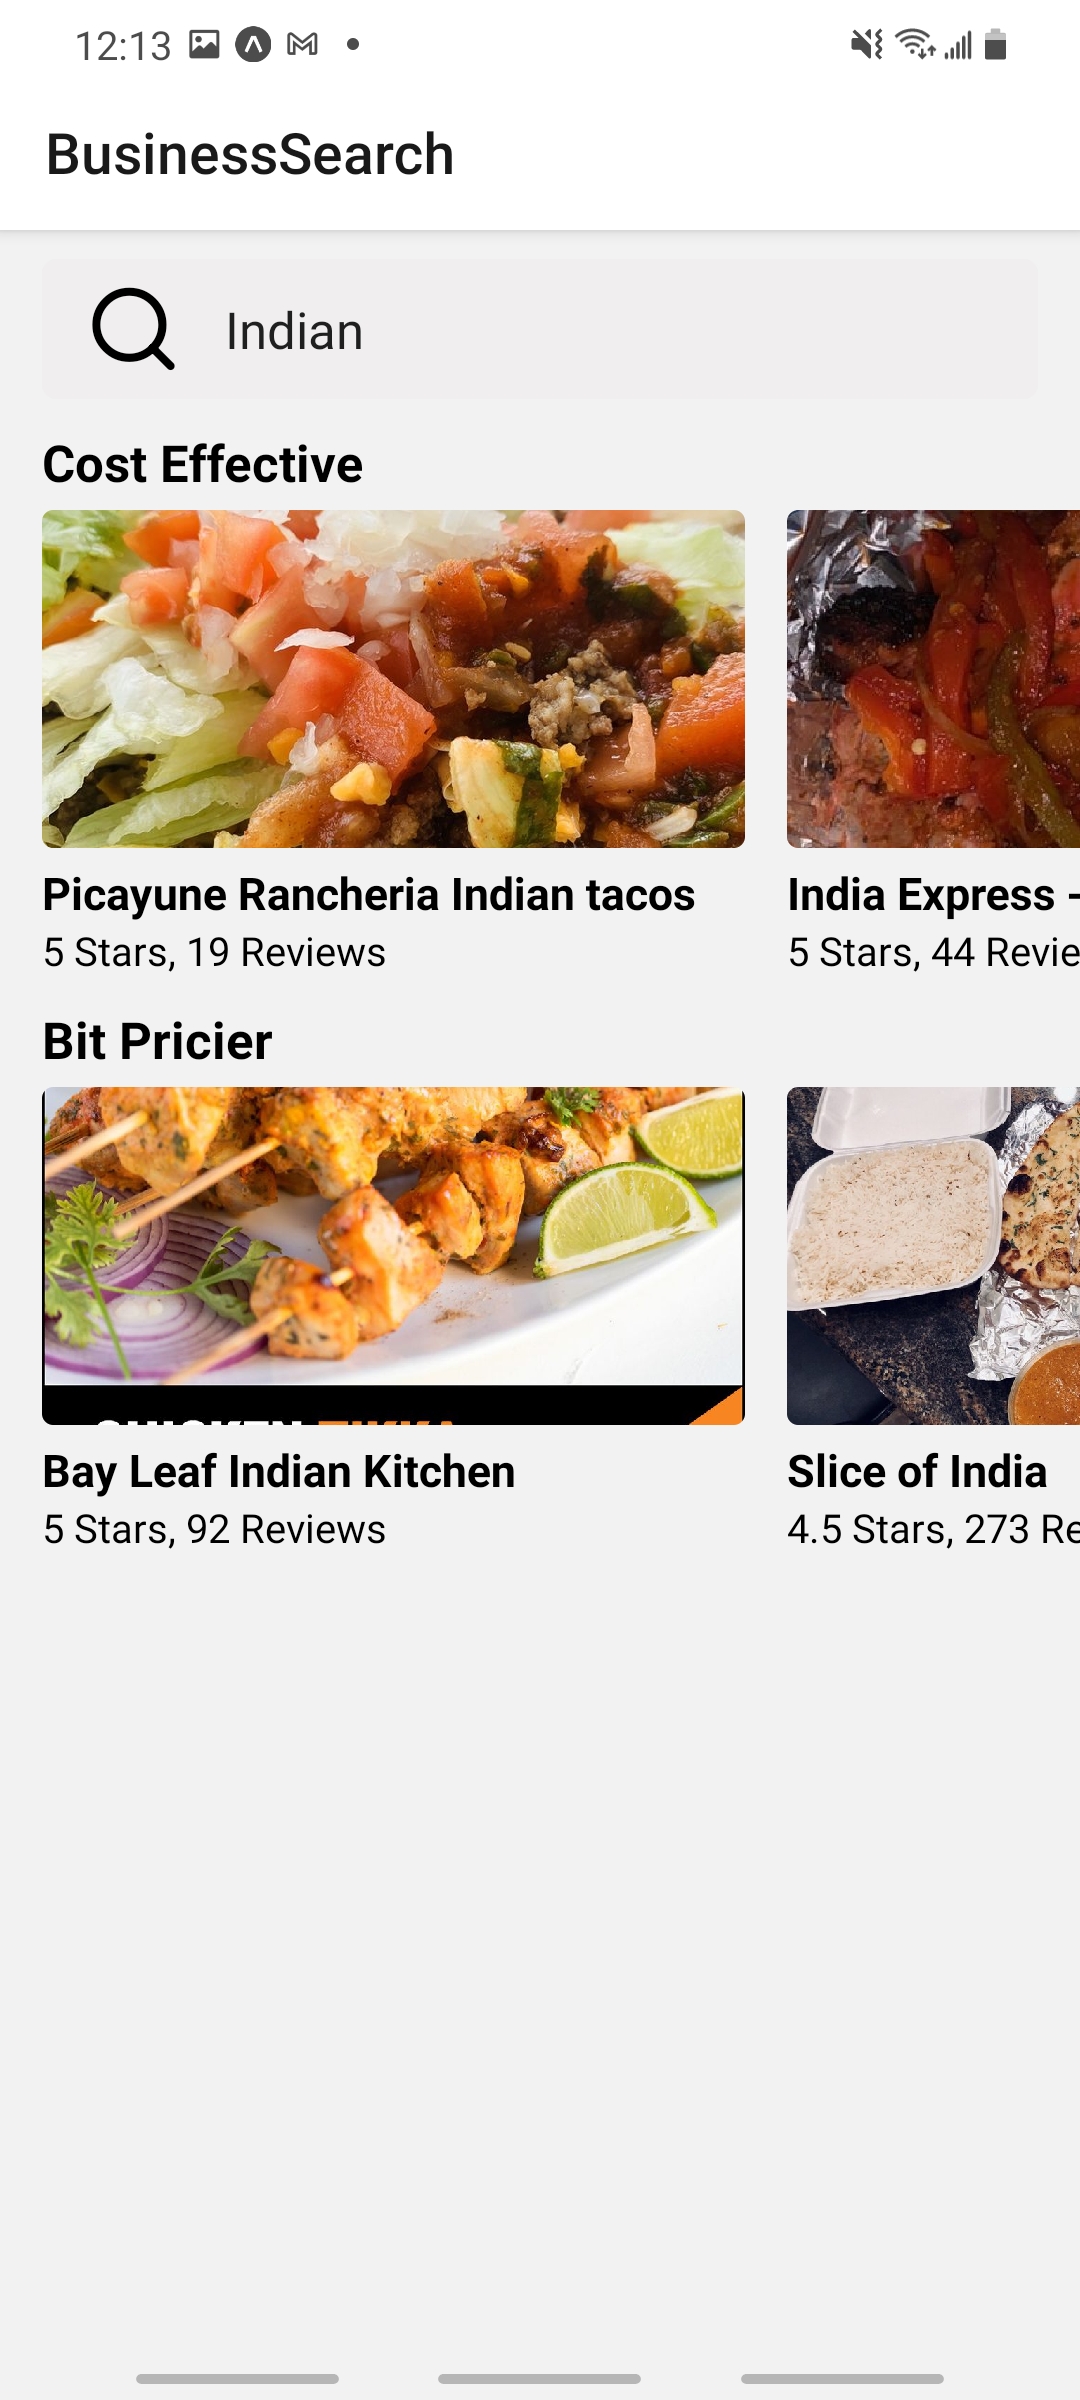 12:13
BusinessSearch
Indian
Cost Effective
Picayune Rancheria Indian tacos
5 Stars, 19 Reviews
India Express -
5 Stars, 44 Revie
Bit Pricier
CHICKEN TIKKA
Bay Leaf Indian Kitchen
5 Stars, 92 Reviews
Slice of India
4.5 Stars, 273 Re